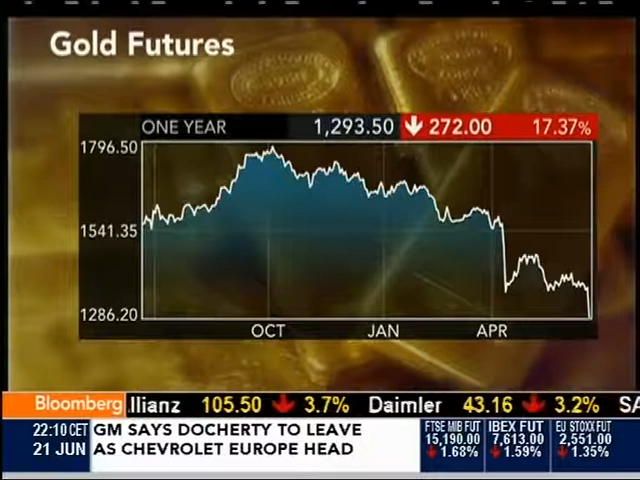 Gold Futures
ONE YEAR 1,293.50 272.00 17.37%
1796.50
1541.35
1286.20
OCT JAN APR
Bloomberg llianz 105.50 3.7% Daimler 43.16 3.2% SA
22:10 CET
21 JUN
GM SAYS DOCHERTY TO LEAVE
AS CHEVROLET EUROPE HEAD
FTSE MIB FUT
15,190.00
1.68%
IBEX FUT
7,613.00
1.59%
EU STOXX FUT
2,551.00
1.35%